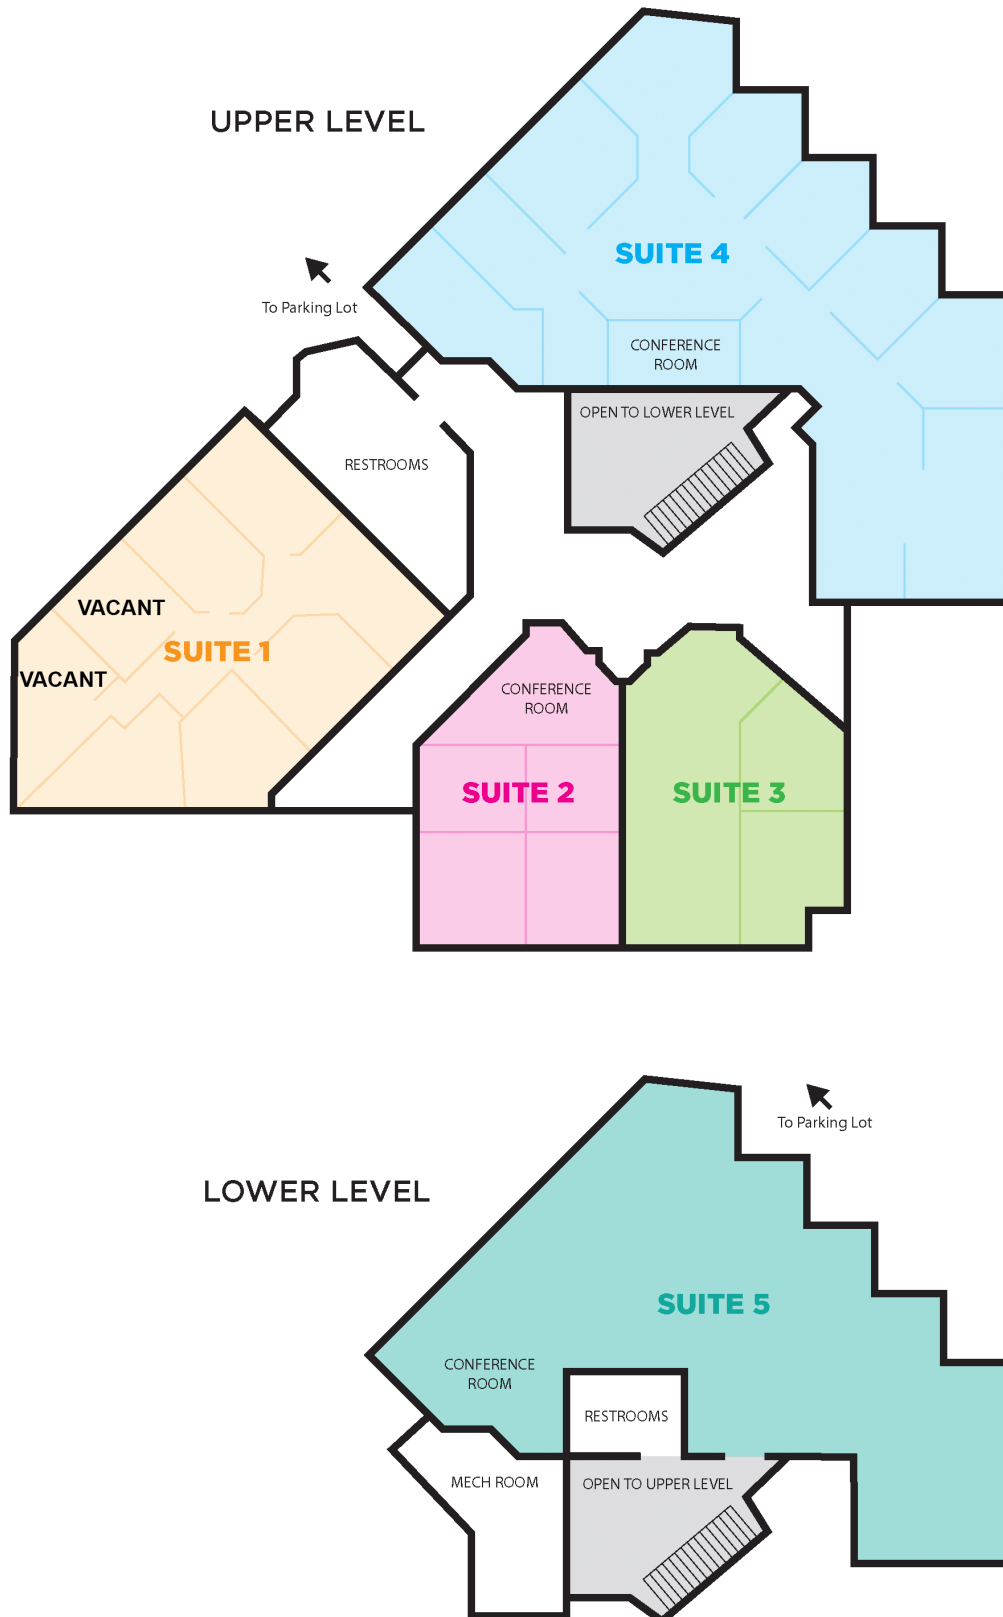 UPPER LEVEL
SUITE 4
To Parking Lot
CONFERENCE
ROOM
OPEN TO LOWER LEVEL
RESTROOMS
VACANT
SUITE 1
VACANT
CONFERENCE
ROOM
SUITE 2
SUITE 3
To Parking Lot
LOWER LEVEL
SUITE 5
CONFERENCE
ROOM
RESTROOMS
MECH ROOM
OPEN TO UPPER LEVEL